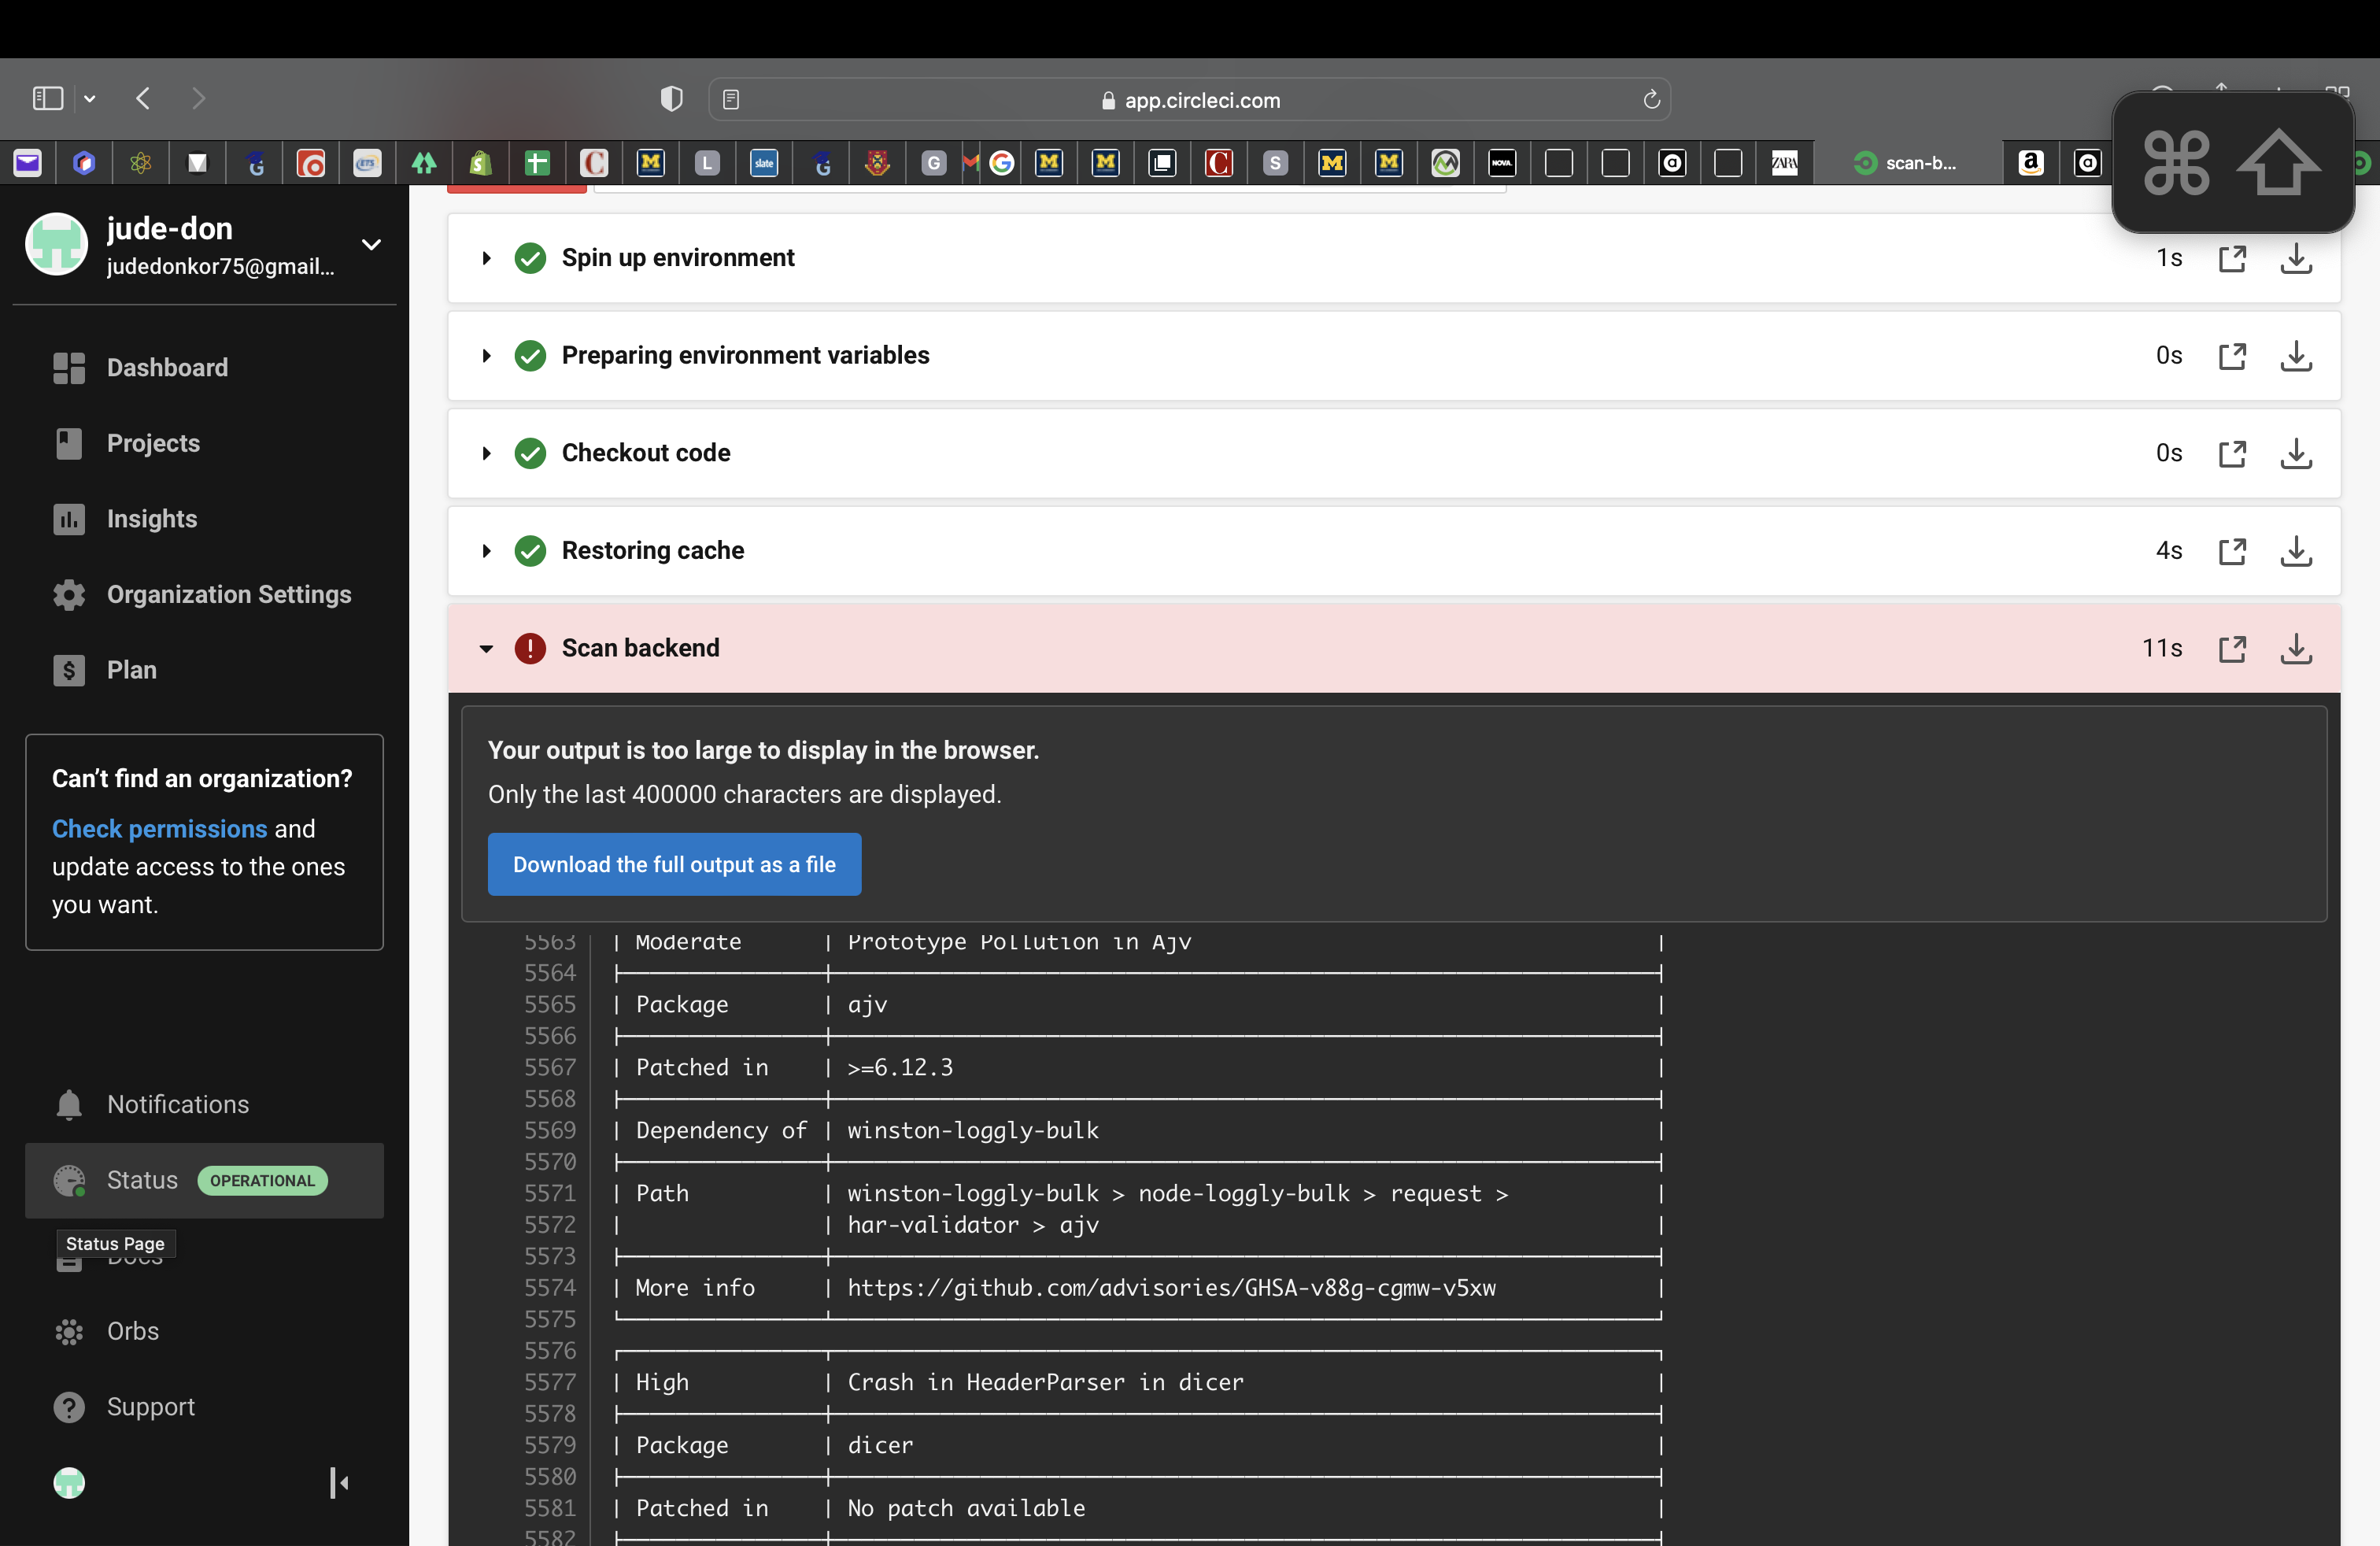 app.circleci.com
L
slate
G
G
S
NOVA.
ZARA
scan-b...
jude-don
judedonkor75@gmail...
Dashboard
Projects
Insights
Organization Settings
Plan
Can’t find an organization?
Check permissions and
update access to the ones
you want.
Notifications
Status OPERATIONAL
Status Page
Docs
Orbs
Support
Spin up environment 1s
Preparing environment variables 0s
Checkout code 0s
Restoring cache 4s
Scan backend 11s
Your output is too large to display in the browser.
Only the last 400000 characters are displayed.
Download the full output as a file
5563 | Moderate | Prototype Pollution in Ajv |
5564
5565 | Package | ajv |
5566
5567 | Patched in | >=6.12.3 |
5568
5569 | Dependency of | winston-loggly-bulk |
5570
5571 | Path | winston-loggly-bulk > node-loggly-bulk > request > |
5572 | | har-validator > ajv |
5573
5574 | More info | https://github.com/advisories/GHSA-v88g-cgmw-v5xw |
5575
5576
5577 | High | Crash in HeaderParser in dicer |
5578
5579 | Package | dicer |
5580
5581 | Patched in | No patch available |
5582